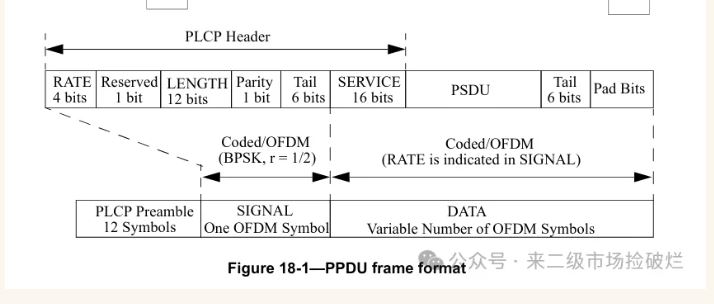 PLCP Header
RATE
4 bits
Reserved
1 bit
LENGTH
12 bits
Parity
1 bit
Tail
6 bits
SERVICE
16 bits
PSDU
Tail
6 bits
Pad Bits
Coded/OFDM
(BPSK, r = 1/2)
Coded/OFDM
(RATE is indicated in SIGNAL)
PLCP Preamble
12 Symbols
SIGNAL
One OFDM Symbol
DATA
Variable Number of OFDM Symbols
Figure 18-1—PPDU frame format
公众号 · 来二级市场捡破烂